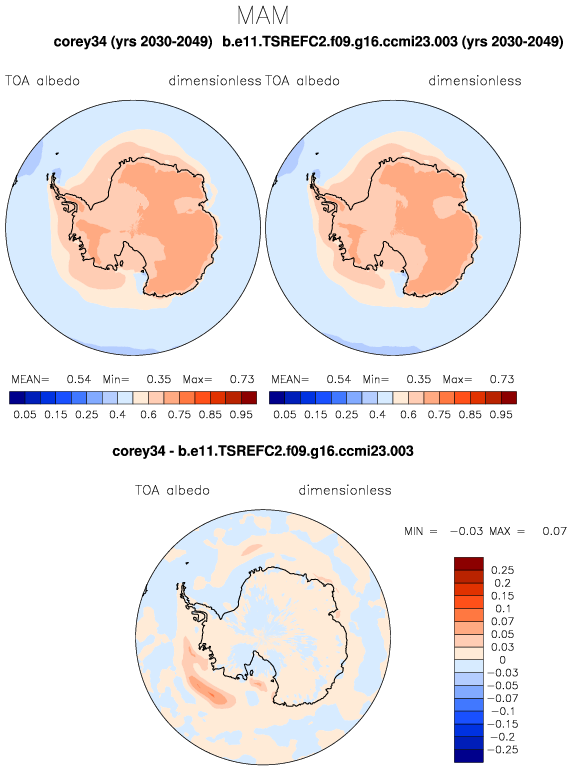 MAM
corey34 (yrs 2030-2049) b.e11.TSREFC2.f09.g16.ccmi23.003 (yrs 2030-2049)
TOA albedo dimensionless TOA albedo dimensionless
MEAN= 0.54 Min= 0.35 Max= 0.73 MEAN= 0.54 Min= 0.35 Max= 0.73
0.05 0.15 0.25 0.4 0.6 0.75 0.85 0.95 0.05 0.15 0.25 0.4 0.6 0.75 0.85 0.95
corey34 - b.e11.TSREFC2.f09.g16.ccmi23.003
TOA albedo dimensionless
MIN = -0.03 MAX = 0.07
0.25
0.2
0.15
0.1
0.07
0.05
0.03
0
-0.03
-0.05
-0.07
-0.1
-0.15
-0.2
-0.25